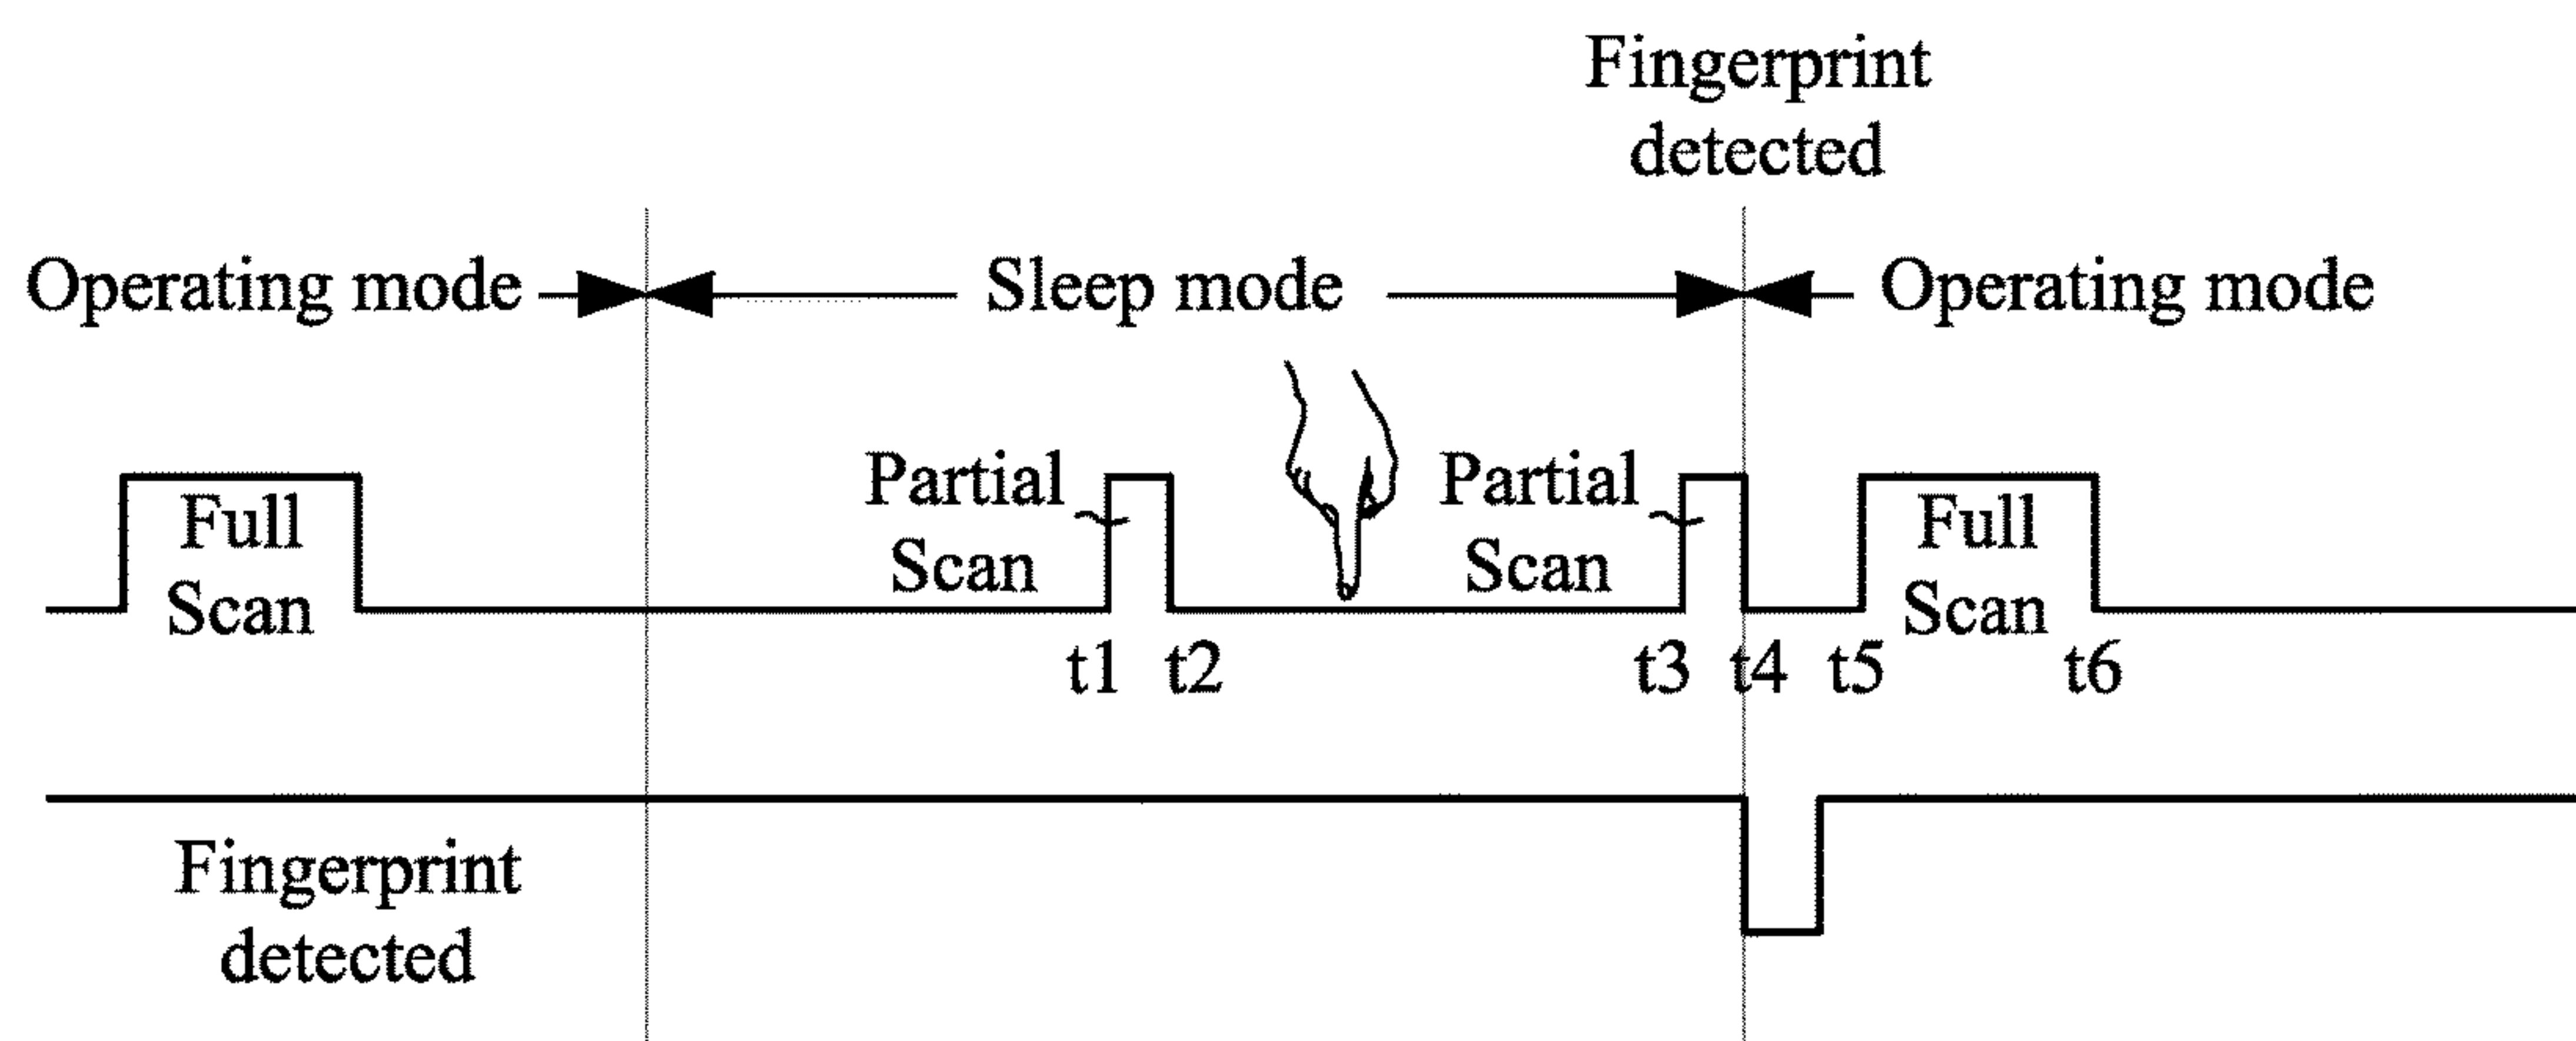 Fingerprint
detected
Operating mode
Sleep mode
Operating mode
Full
Scan
Partial
Scan
Partial
Scan
Full
Scan
t1
t2
t3
t4
t5
t6
Fingerprint
detected